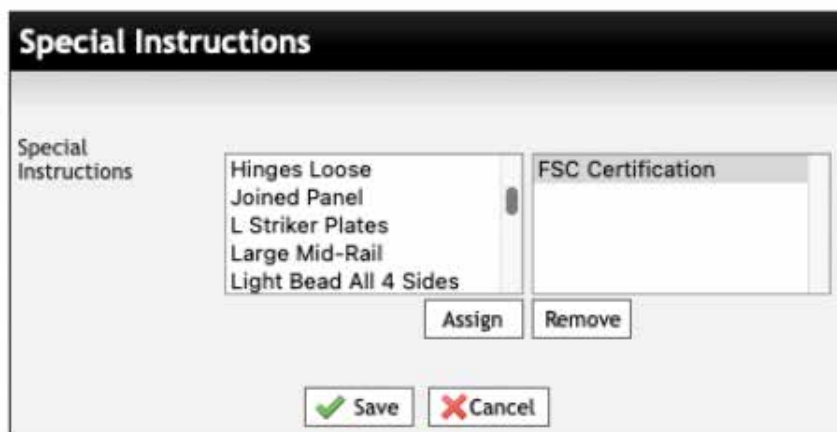 Special Instructions
Special
Instructions
Hinges Loose
Joined Panel
L Striker Plates
Large Mid-Rail
Light Bead All 4 Sides
FSC Certification
Assign
Remove
Save
Cancel